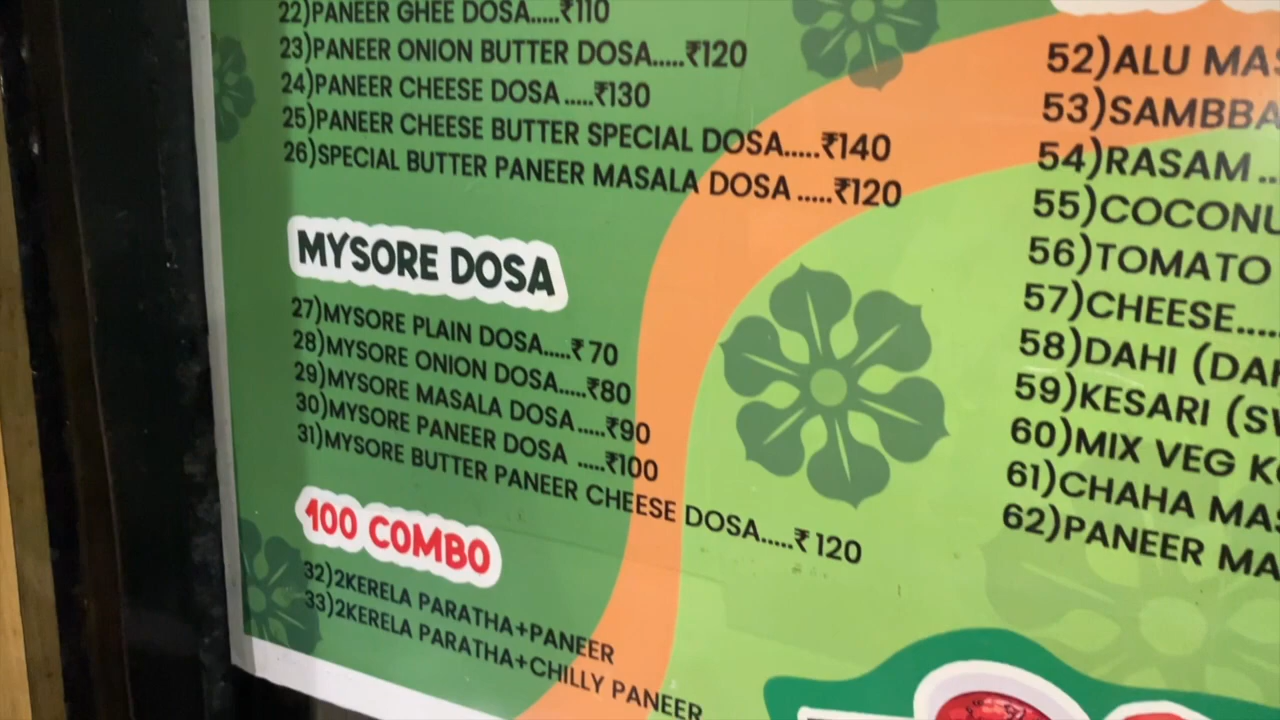 22)PANEER GHEE DOSA.....₹110
23)PANEER ONION BUTTER DOSA.....₹120
24)PANEER CHEESE DOSA.....₹130
25)PANEER CHEESE BUTTER SPECIAL DOSA.....₹140
26)SPECIAL BUTTER PANEER MASALA DOSA.....₹120
MYSORE DOSA
27)MYSORE PLAIN DOSA.....₹70
28)MYSORE ONION DOSA.....₹80
29)MYSORE MASALA DOSA.....₹90
30)MYSORE PANEER DOSA .....₹100
31)MYSORE BUTTER PANEER CHEESE DOSA.....₹120
100 COMBO
32)2KERELA PARATHA+PANEER
33)2KERELA PARATHA+CHILLY PANEER
52)ALU
53)
54)RASAM ..
55)
56)TOMATO
57)CHEESE.....
58)DAHI
59)KESARI
60)MIX VEG
61)CHAHA
62)PANEER